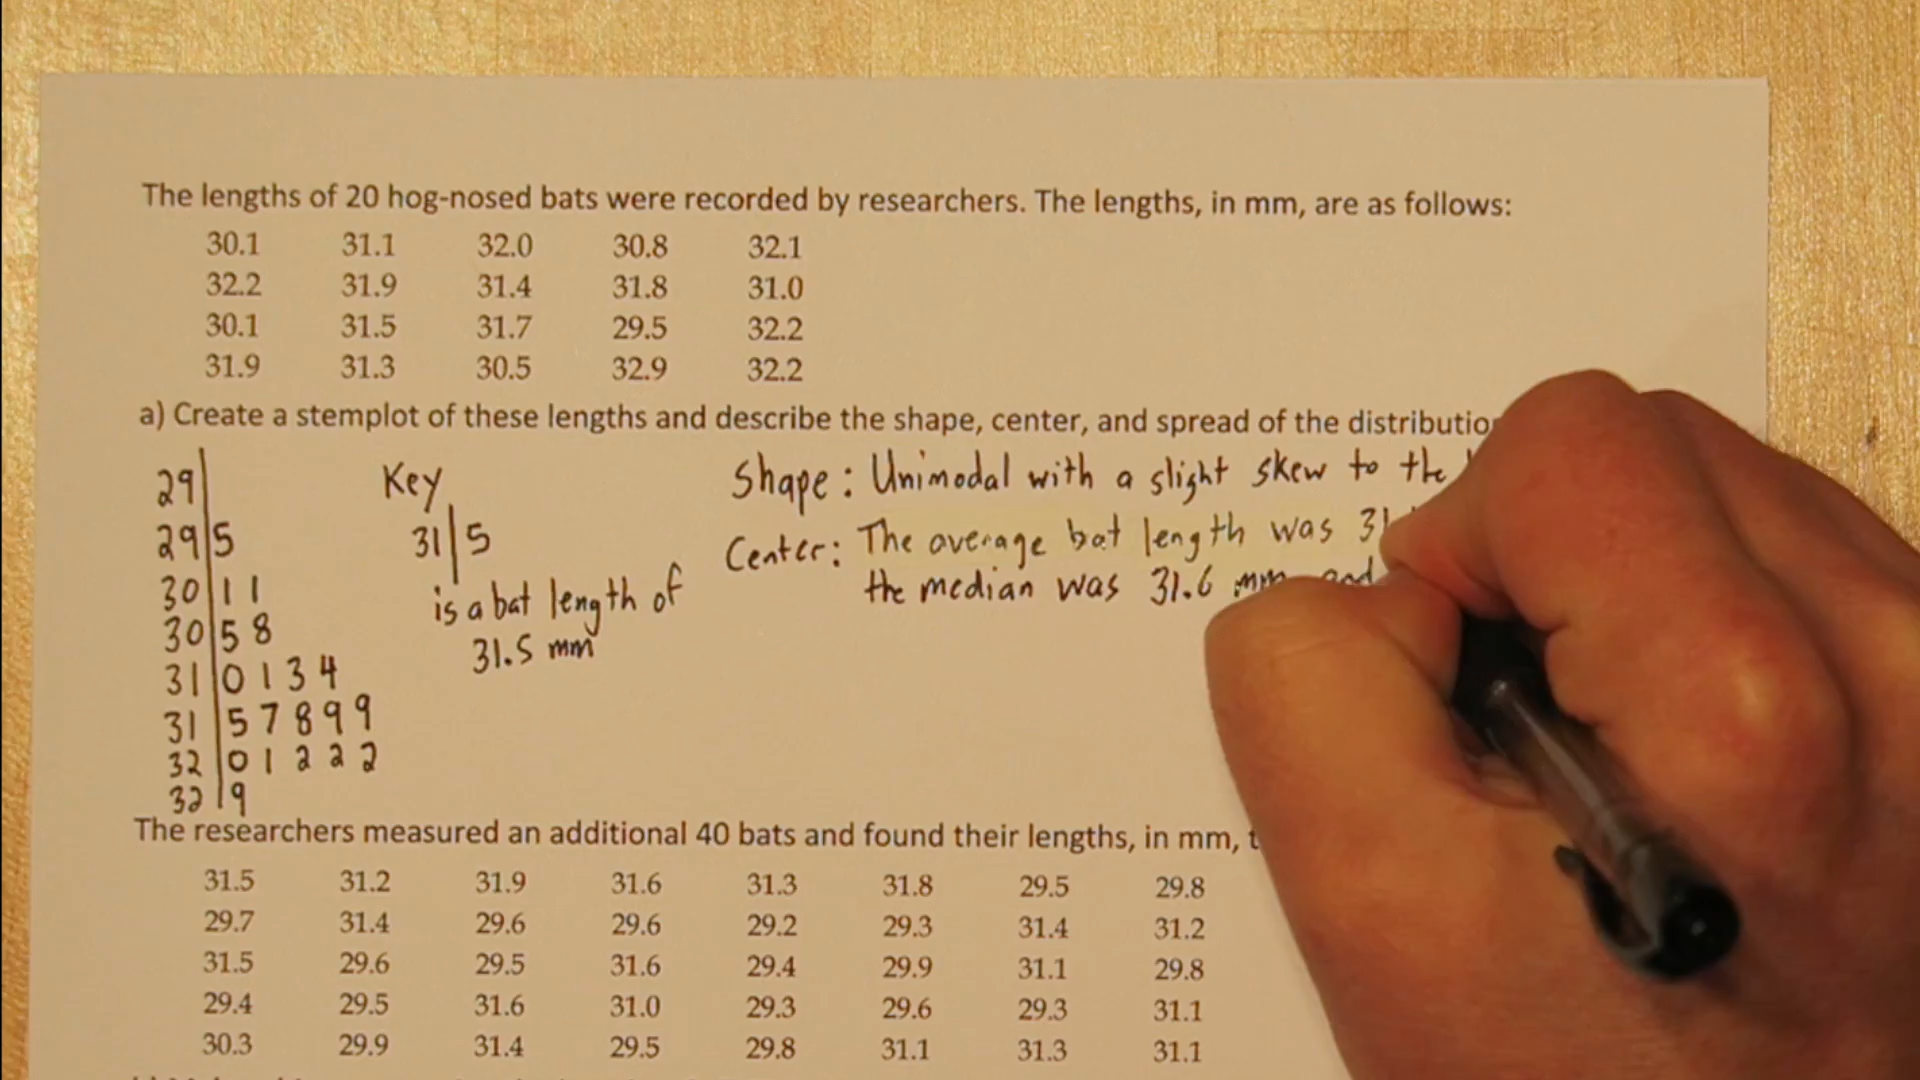 The lengths of 20 hog-nosed bats were recorded by researchers. The lengths, in mm, are as follows:
30.1 31.1 32.0 30.8 32.1
32.2 31.9 31.4 31.8 31.0
30.1 31.5 31.7 29.5 32.2
31.9 31.3 30.5 32.9 32.2
a) Create a stemplot of these lengths and describe the shape, center, and spread of the
29|
29|5
30|1 1
30|5 8
31|0 1 3 4
31|5 7 8 9 9
32|0 1 2 2 2
32|9
Key
31|5
is a bat length of
31.5 mm
Shape: Unimodal with a slight skew to the
Center: The average bat length was
the median was 31.6 mm and
The researchers measured an additional 40 bats and found their lengths, in mm,
31.5 31.2 31.9 31.6 31.3 31.8 29.5 29.8
29.7 31.4 29.6 29.6 29.2 29.3 31.4 31.2
31.5 29.6 29.5 31.6 29.4 29.9 31.1 29.8
29.4 29.5 31.6 31.0 29.3 29.6 29.3 31.1
30.3 29.9 31.4 29.5 29.8 31.1 31.3 31.1